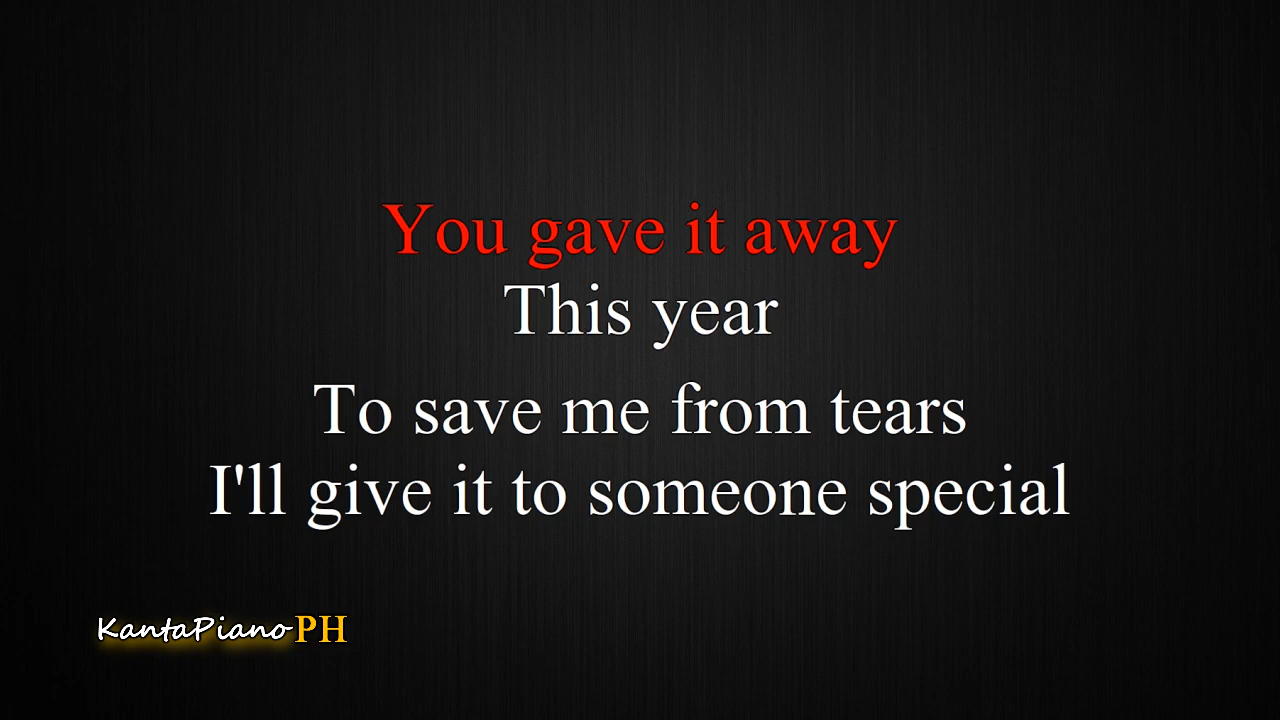 You gave it away
This year
To save me from tears
I'll give it to someone special
KantaPianoPH